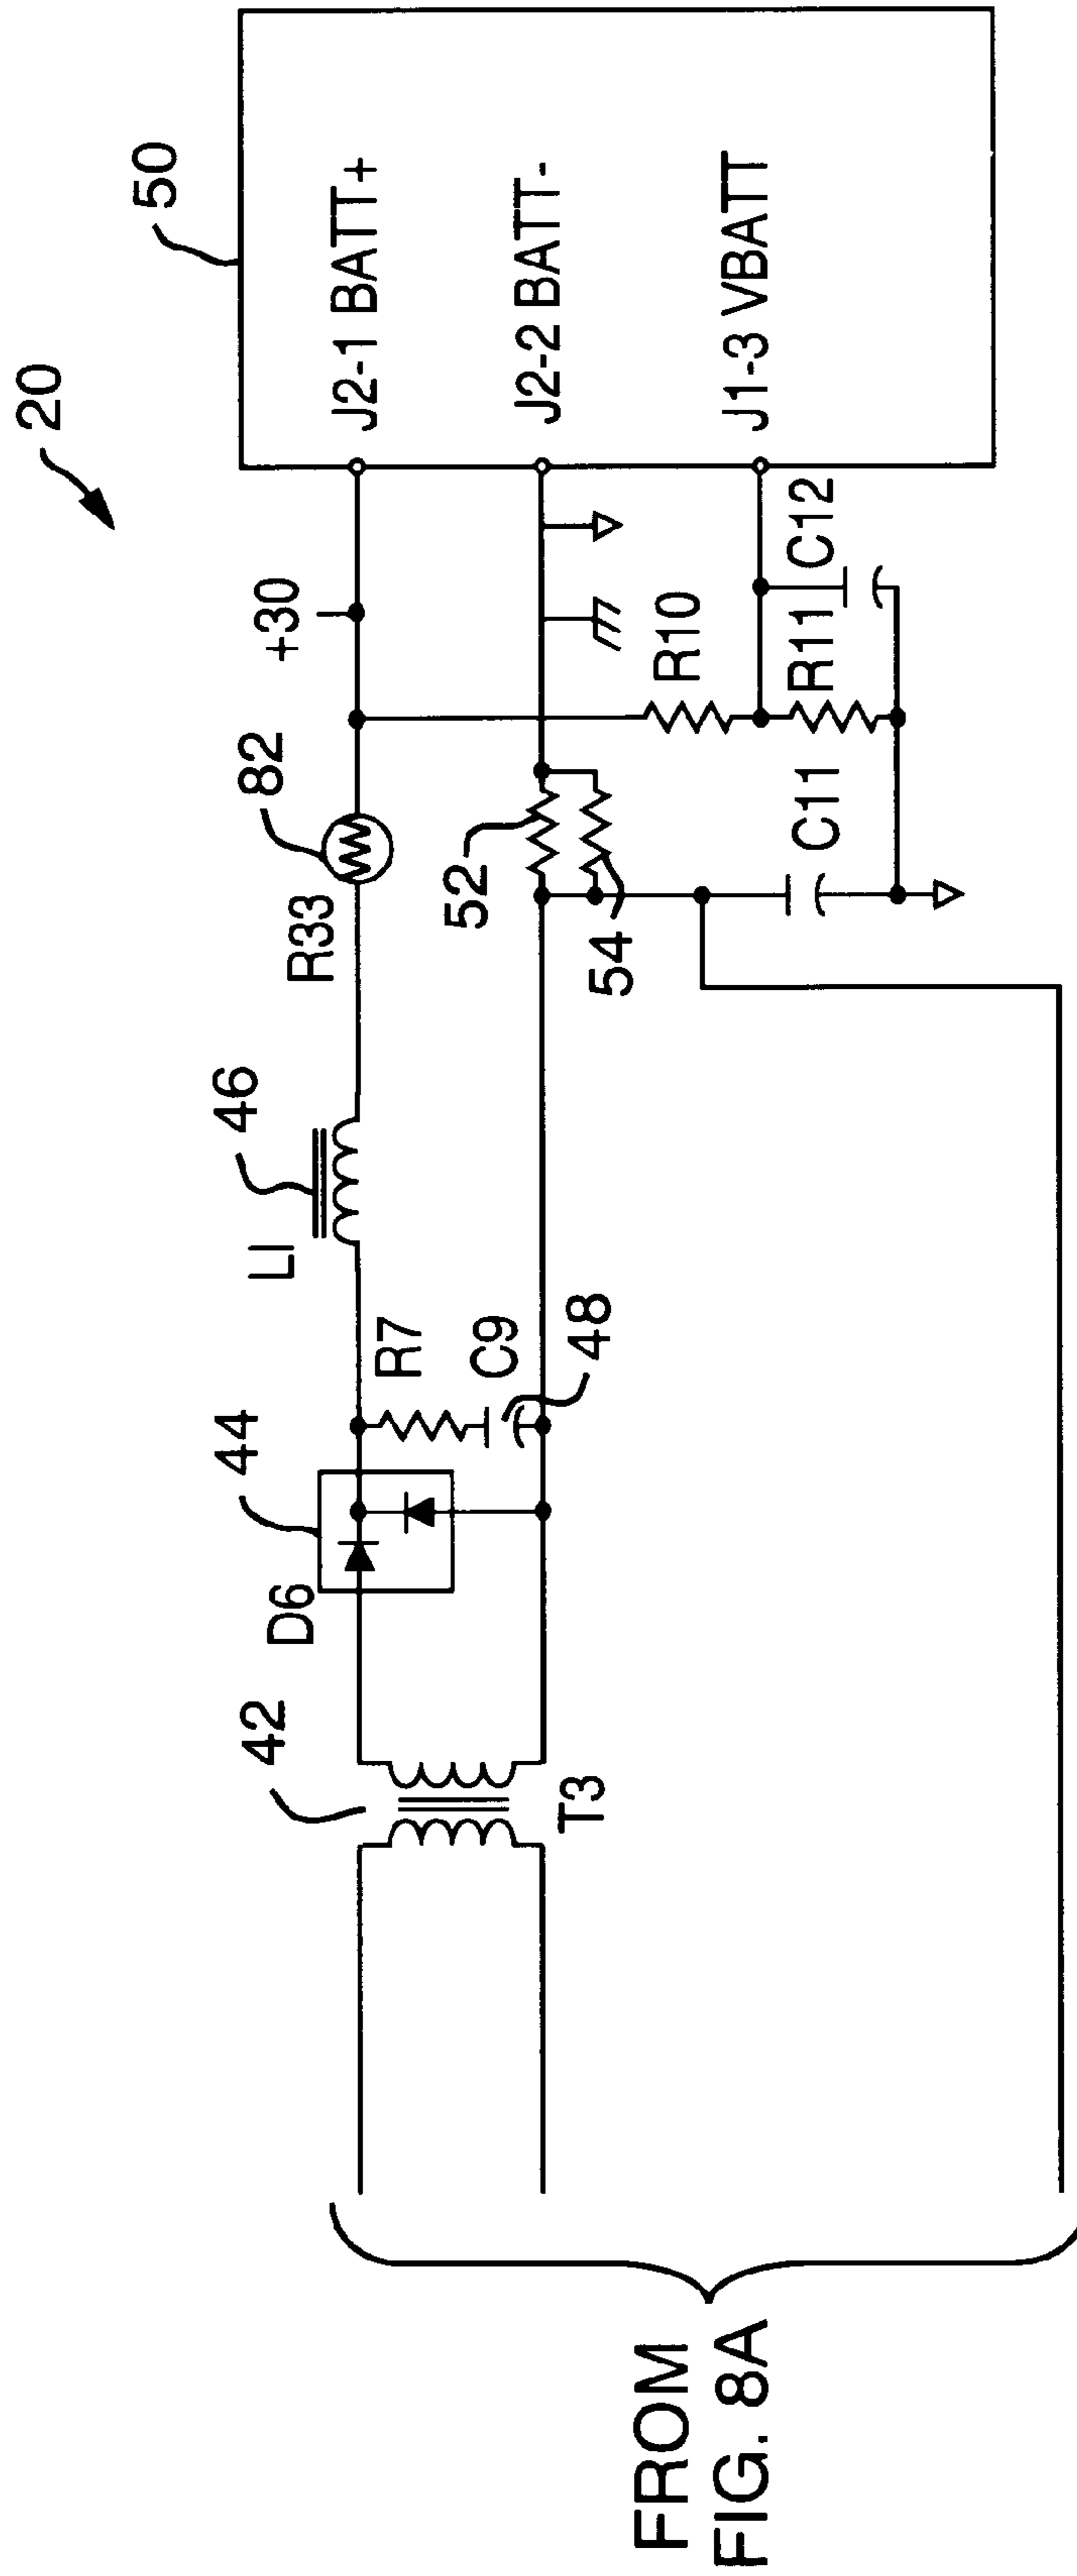 20
50
+30
82
R33
46
LI
44
D6
42
J2-1 BATT+
J2-2 BATT-
J1-3 VBATT
R7
C9
48
T3
52
54
R10
R11
C12
C11
FROM
FIG. 8A